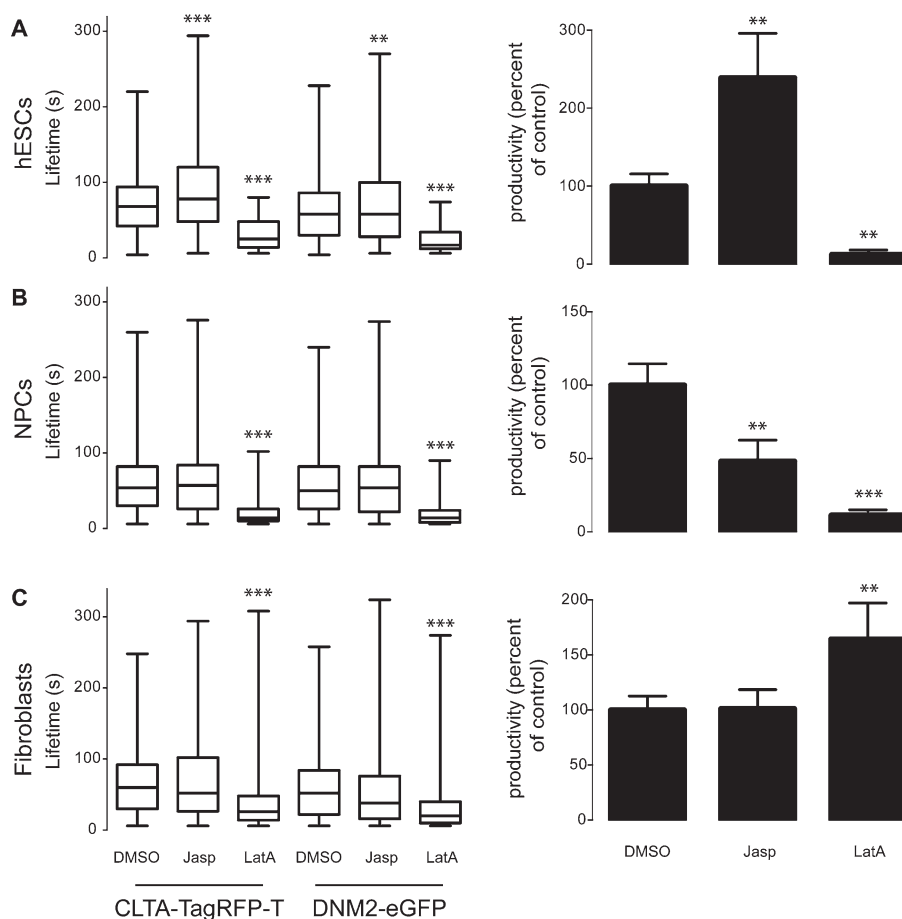 A
hESCs
Lifetime (s)
300
200
100
0
***
***
**
***
productivity (percent
of control)
300
200
100
0
**
**
B
NPCs
Lifetime (s)
300
200
100
0
***
***
productivity (percent
of control)
150
100
50
0
**
***
C
Fibroblasts
Lifetime (s)
300
200
100
0
***
***
DMSO Jasp LatA DMSO Jasp LatA
CLTA-TagRFP-T DNM2-eGFP
productivity (percent
of control)
200
150
100
50
0
**
DMSO Jasp LatA